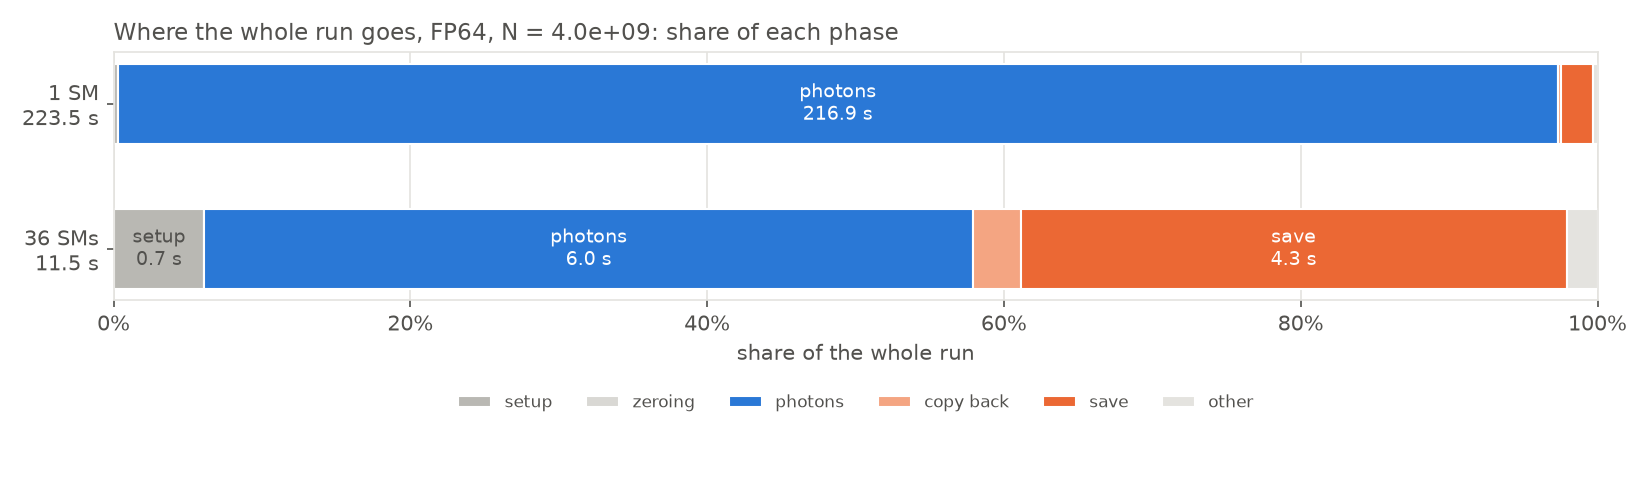 Where the whole run goes, FP64, N = 4.0e+09: share of each phase
1 SM
223.5 s
photons
216.9 s
36 SMs
11.5 s
setup
0.7 s
photons
6.0 s
save
4.3 s
0%
20%
40%
60%
80%
100%
share of the whole run
setup
zeroing
photons
copy back
save
other